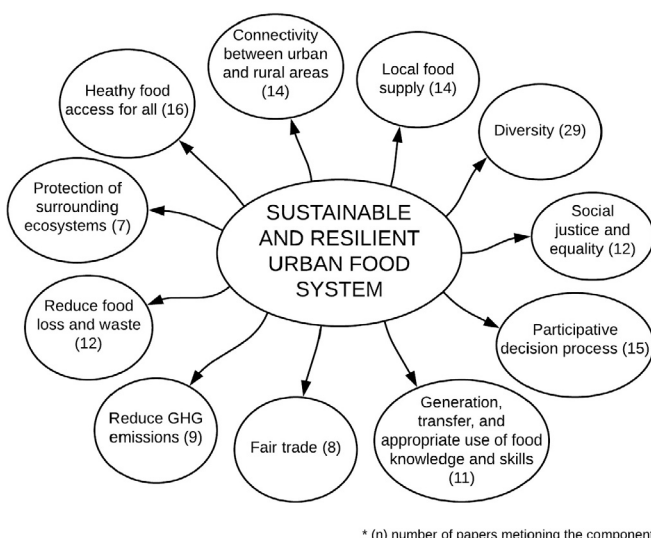 Connectivity
between urban
and rural areas
(14)
Local food
supply (14)
Heathy food
access for all (16)
Diversity (29)
Protection of
surrounding
ecosystems (7)
SUSTAINABLE
AND RESILIENT
URBAN FOOD
SYSTEM
Social
justice and
equality (12)
Reduce food
loss and waste
(12)
Participative
decision process (15)
Reduce GHG
emissions (9)
Fair trade (8)
Generation,
transfer, and
appropriate use of food
knowledge and skills
(11)
* (n) number of papers metioning the component